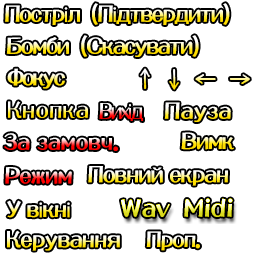 Постріл (Підтвердити)
Бомби (Скасувати)
Фокус ↑ ↓ ← →
Кнопка Вихід Пауза
За замовч. Вимк
Режим Повний екран
У вікні Wav Midi
Керування Проп.